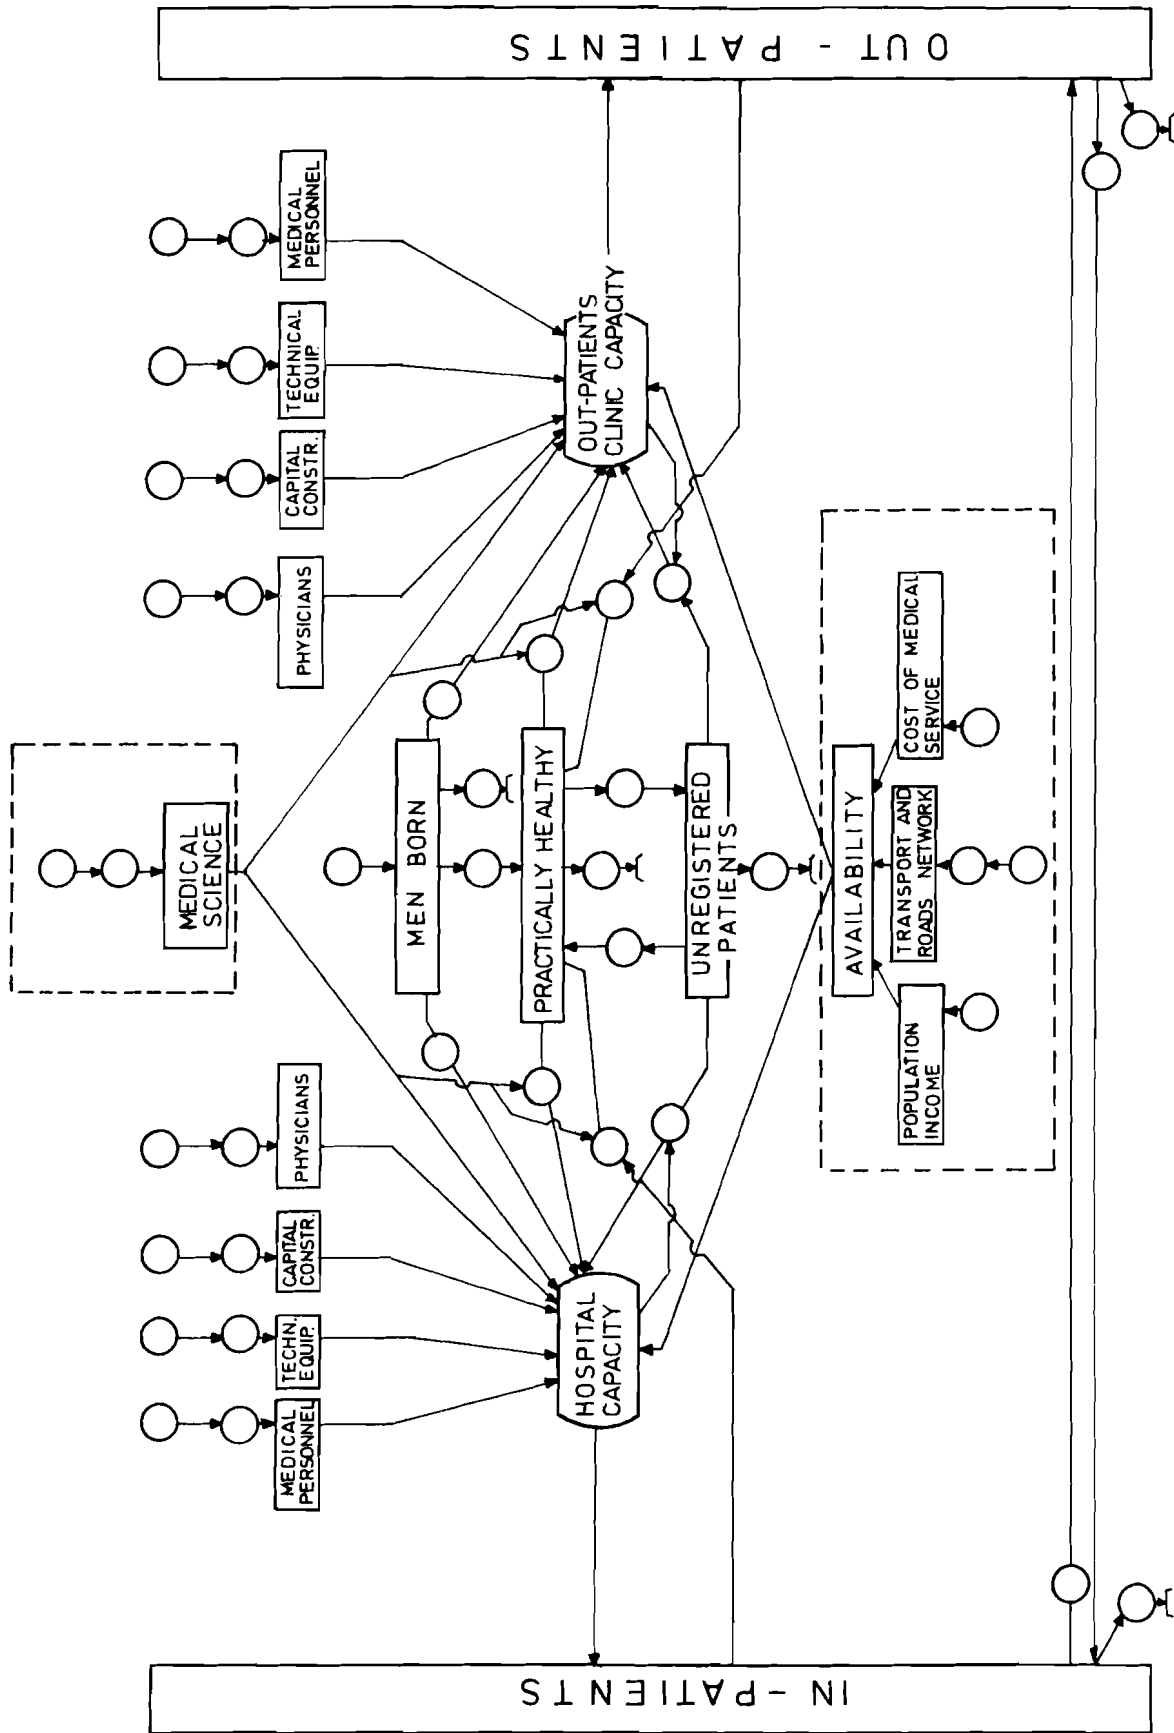 MEDICAL
SCIENCE
MEDICAL
PERSONNEL
TECHN.
EQUIP.
CAPITAL
CONSTR.
PHYSICIANS
PHYSICIANS
CAPITAL
CONSTR.
TECHNICAL
EQUIP.
MEDICAL
PERSONNEL
MEN BORN
PRACTICALLY HEALTHY
HOSPITAL
CAPACITY
OUT-PATIENTS
CLINIC CAPACITY
UNREGISTERED
PATIENTS
AVAILABILITY
POPULATION
INCOME
TRANSPORT AND
ROADS NETWORK
COST OF MEDICAL
SERVICE
IN-PATIENTS
OUT-PATIENTS